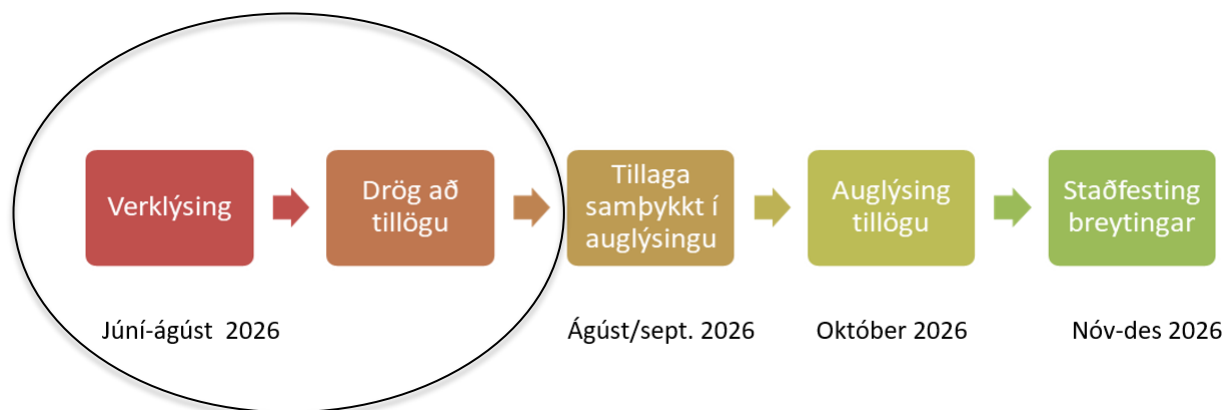 Verklýsing
Drög að
tillögu
Tillaga
samþykkt í
auglýsingu
Auglýsing
tillögu
Staðfesting
breytingar
Júní-ágúst 2026
Ágúst/sept. 2026
Október 2026
Nóv-des 2026